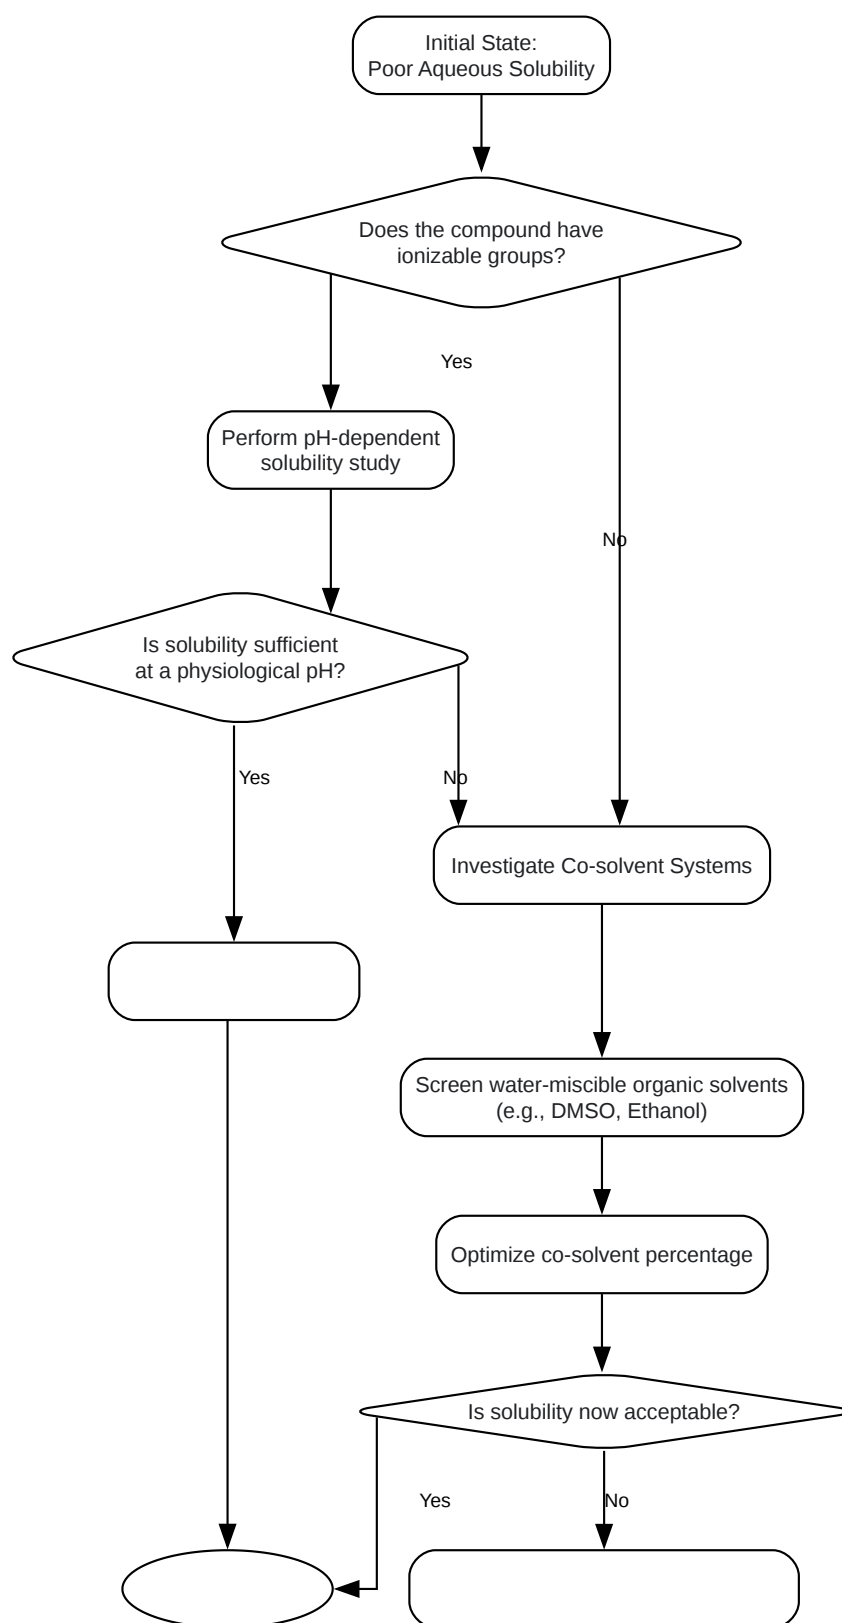 Initial State:
Poor Aqueous Solubility
Does the compound have
ionizable groups?
Yes
Perform pH-dependent
solubility study
No
Is solubility sufficient
at a physiological pH?
Yes
No
Investigate Co-solvent Systems
Screen water-miscible organic solvents
(e.g., DMSO, Ethanol)
Optimize co-solvent percentage
Is solubility now acceptable?
Yes
No